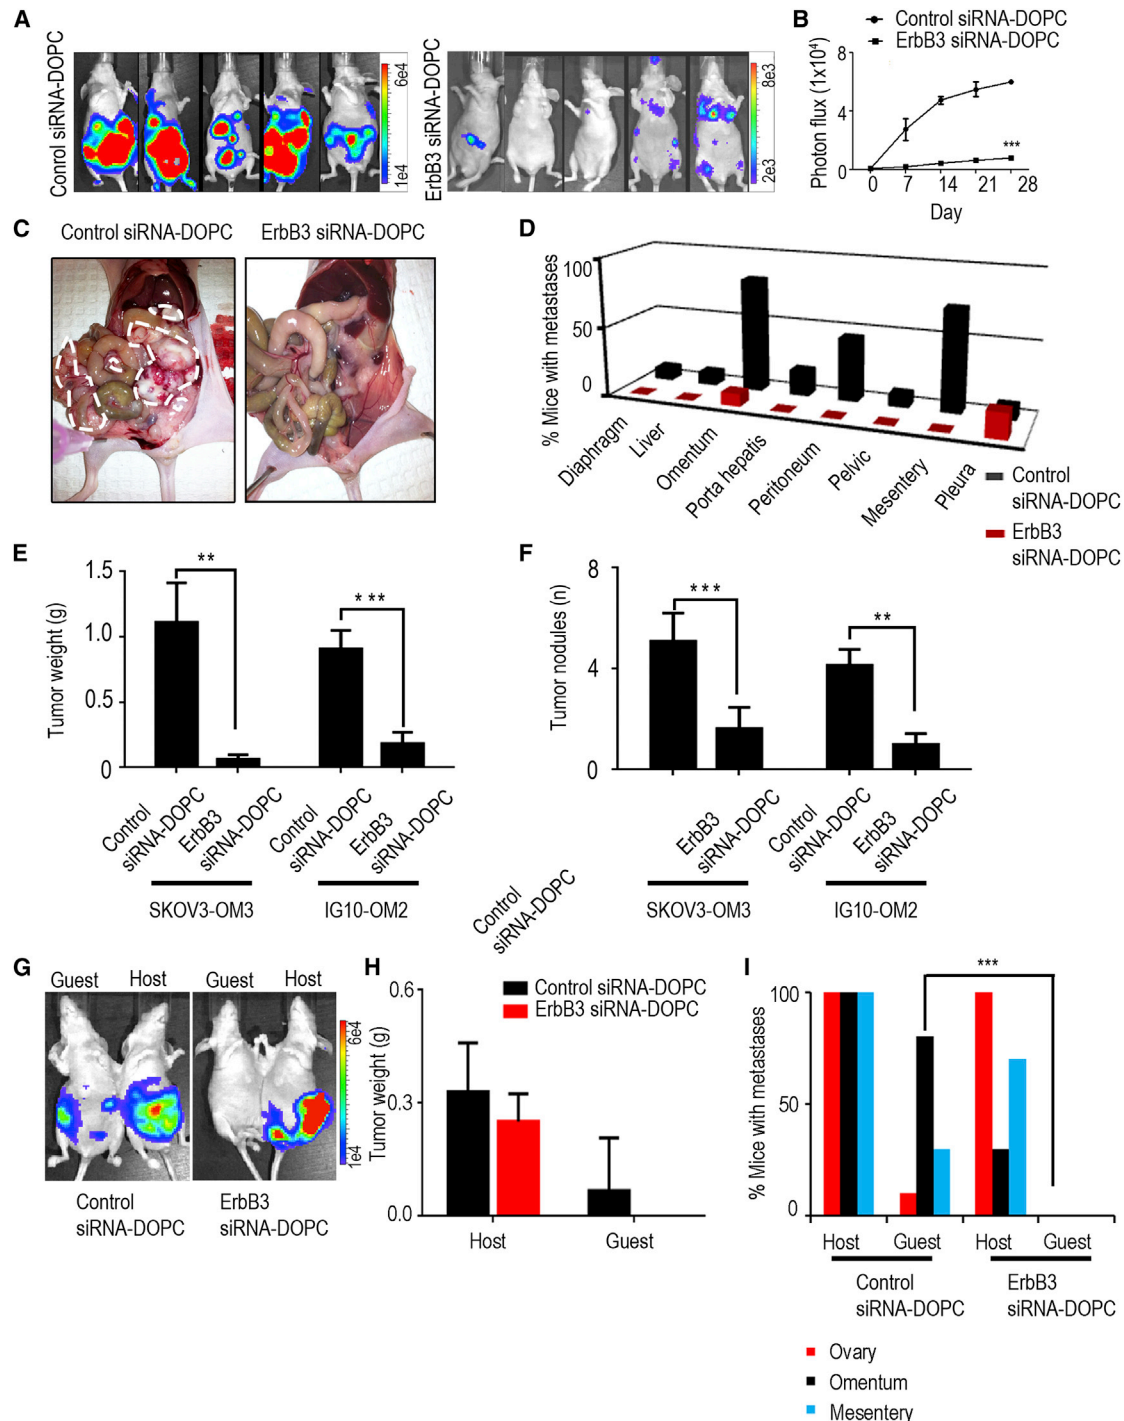 A
Control siRNA-DOPC
6e4
1e4
ErbB3 siRNA-DOPC
8e3
2e3
B
Control siRNA-DOPC
ErbB3 siRNA-DOPC
Photon flux (1x10⁴)
8
4
0
***
0 7 14 21 28
Day
C
Control siRNA-DOPC ErbB3 siRNA-DOPC
D
% Mice with metastases
100
50
0
Diaphragm
Liver
Omentum
Porta hepatis
Peritoneum
Pelvic
Mesentery
Pleura
Control
siRNA-DOPC
ErbB3
siRNA-DOPC
E
Tumor weight (g)
1.5
1.0
0.5
0
**
* **
Control
siRNA-DOPC
ErbB3
siRNA-DOPC
Control
siRNA-DOPC
ErbB3
siRNA-DOPC
SKOV3-OM3 IG10-OM2
F
Tumor nodules (n)
8
4
0
***
**
Control
siRNA-DOPC
ErbB3
siRNA-DOPC
Control
siRNA-DOPC
ErbB3
siRNA-DOPC
SKOV3-OM3 IG10-OM2
G
Guest Host Guest Host
6e4
1e4
Control
siRNA-DOPC
ErbB3
siRNA-DOPC
H
Tumor weight (g)
0.6
0.3
0.0
Control siRNA-DOPC
ErbB3 siRNA-DOPC
Host Guest
I
% Mice with metastases
100
50
0
***
Host Guest Host Guest
Control
siRNA-DOPC
ErbB3
siRNA-DOPC
Ovary
Omentum
Mesentery